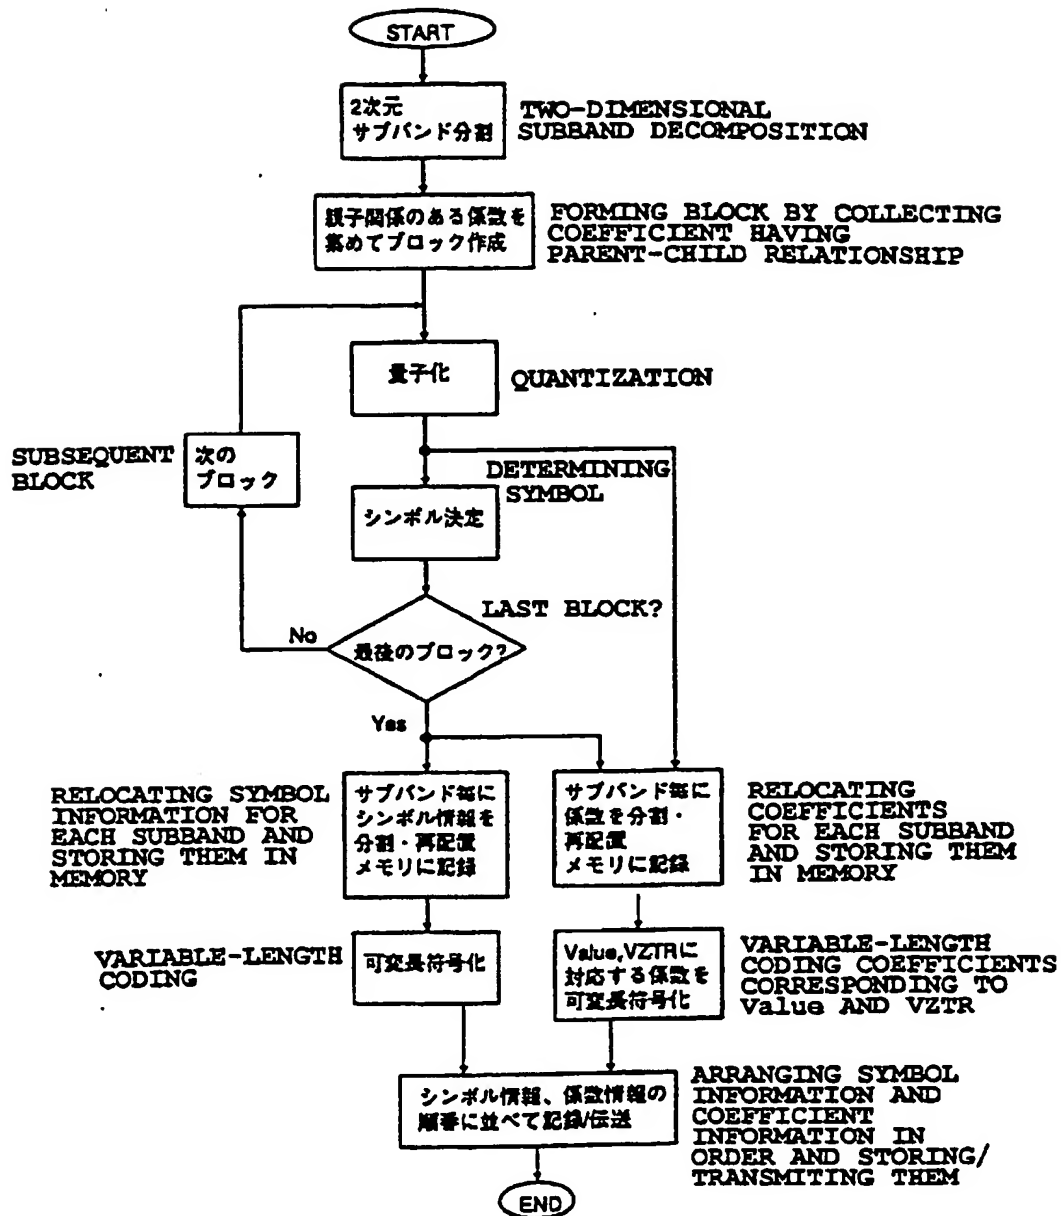 START
2次元
サブバンド分割
TWO-DIMENSIONAL
SUBBAND DECOMPOSITION
親子関係のある係数を
集めてブロック作成
FORMING BLOCK BY COLLECTING
COEFFICIENT HAVING
PARENT-CHILD RELATIONSHIP
量子化
QUANTIZATION
SUBSEQUENT
BLOCK
次の
ブロック
DETERMINING
SYMBOL
シンボル決定
LAST BLOCK?
No
最後のブロック?
Yes
RELOCATING SYMBOL
INFORMATION FOR
EACH SUBBAND AND
STORING THEM IN
MEMORY
サブバンド毎に
シンボル情報を
分割・再配置
メモリに記録
サブバンド毎に
係数を分割・
再配置
メモリに記録
RELOCATING
COEFFICIENTS
FOR EACH SUBBAND
AND STORING THEM
IN MEMORY
VARIABLE-LENGTH
CODING
可変長符号化
Value,VZTRに
対応する係数を
可変長符号化
VARIABLE-LENGTH
CODING COEFFICIENTS
CORRESPONDING TO
Value AND VZTR
シンボル情報、係数情報の
順番に並べて記録/伝送
ARRANGING SYMBOL
INFORMATION AND
COEFFICIENT
INFORMATION IN
ORDER AND STORING/
TRANSMITTING THEM
END